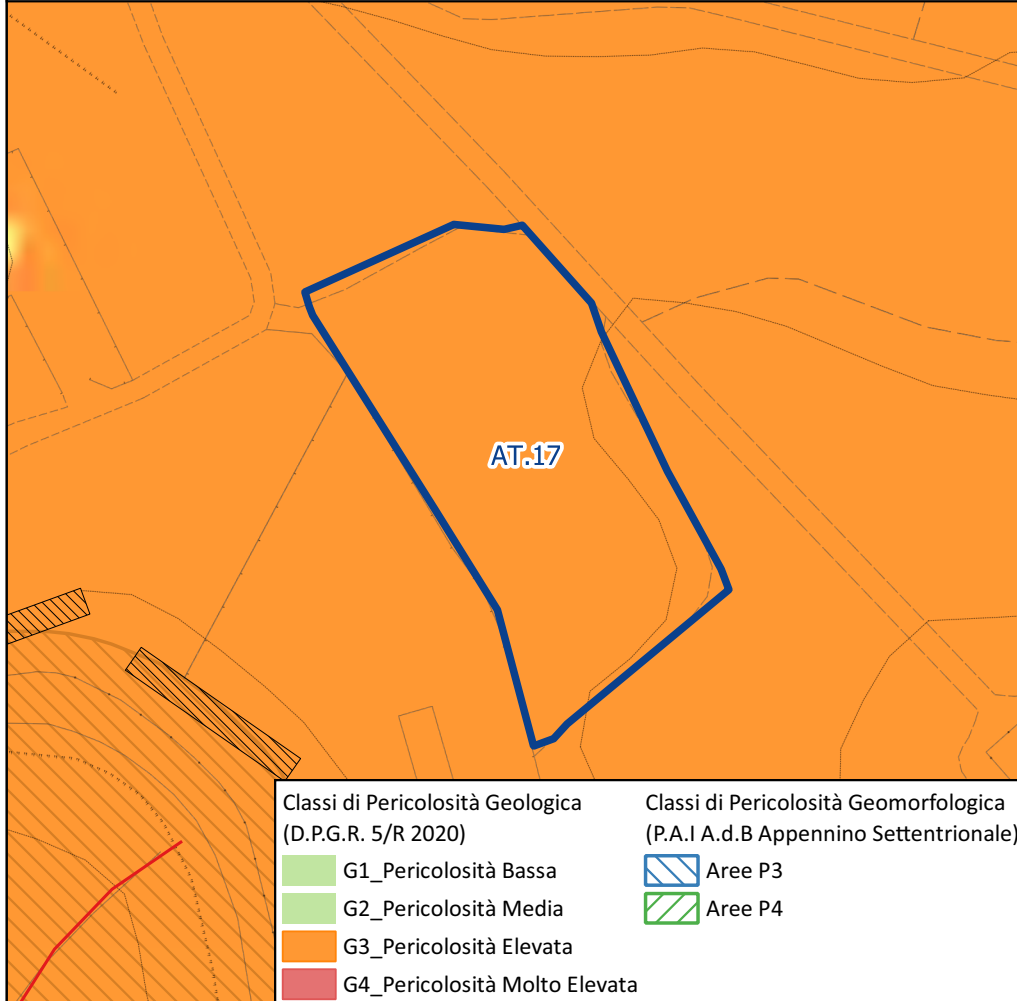 AT.17
Classi di Pericolosità Geologica
(D.P.G.R. 5/R 2020)
G1_Pericolosità Bassa
G2_Pericolosità Media
G3_Pericolosità Elevata
G4_Pericolosità Molto Elevata
Classi di Pericolosità Geomorfologica
(P.A.I A.d.B Appennino Settentrionale)
Aree P3
Aree P4